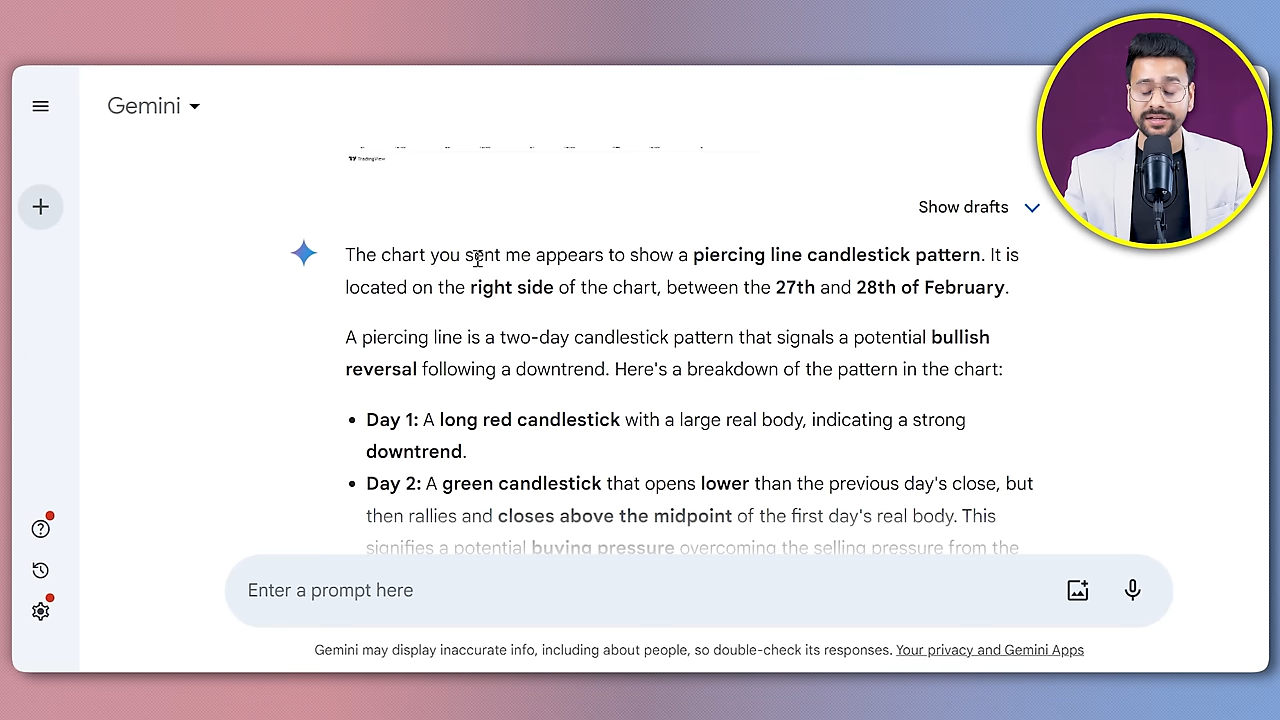 Gemini
TradingView
Show drafts
The chart you sent me appears to show a piercing line candlestick pattern. It is
located on the right side of the chart, between the 27th and 28th of February.
A piercing line is a two-day candlestick pattern that signals a potential bullish
reversal following a downtrend. Here's a breakdown of the pattern in the chart:
• Day 1: A long red candlestick with a large real body, indicating a strong
downtrend.
• Day 2: A green candlestick that opens lower than the previous day's close, but
then rallies and closes above the midpoint of the first day's real body. This
signifies a potential buying pressure overcoming the selling pressure from the
Enter a prompt here
Gemini may display inaccurate info, including about people, so double-check its responses. Your privacy and Gemini Apps